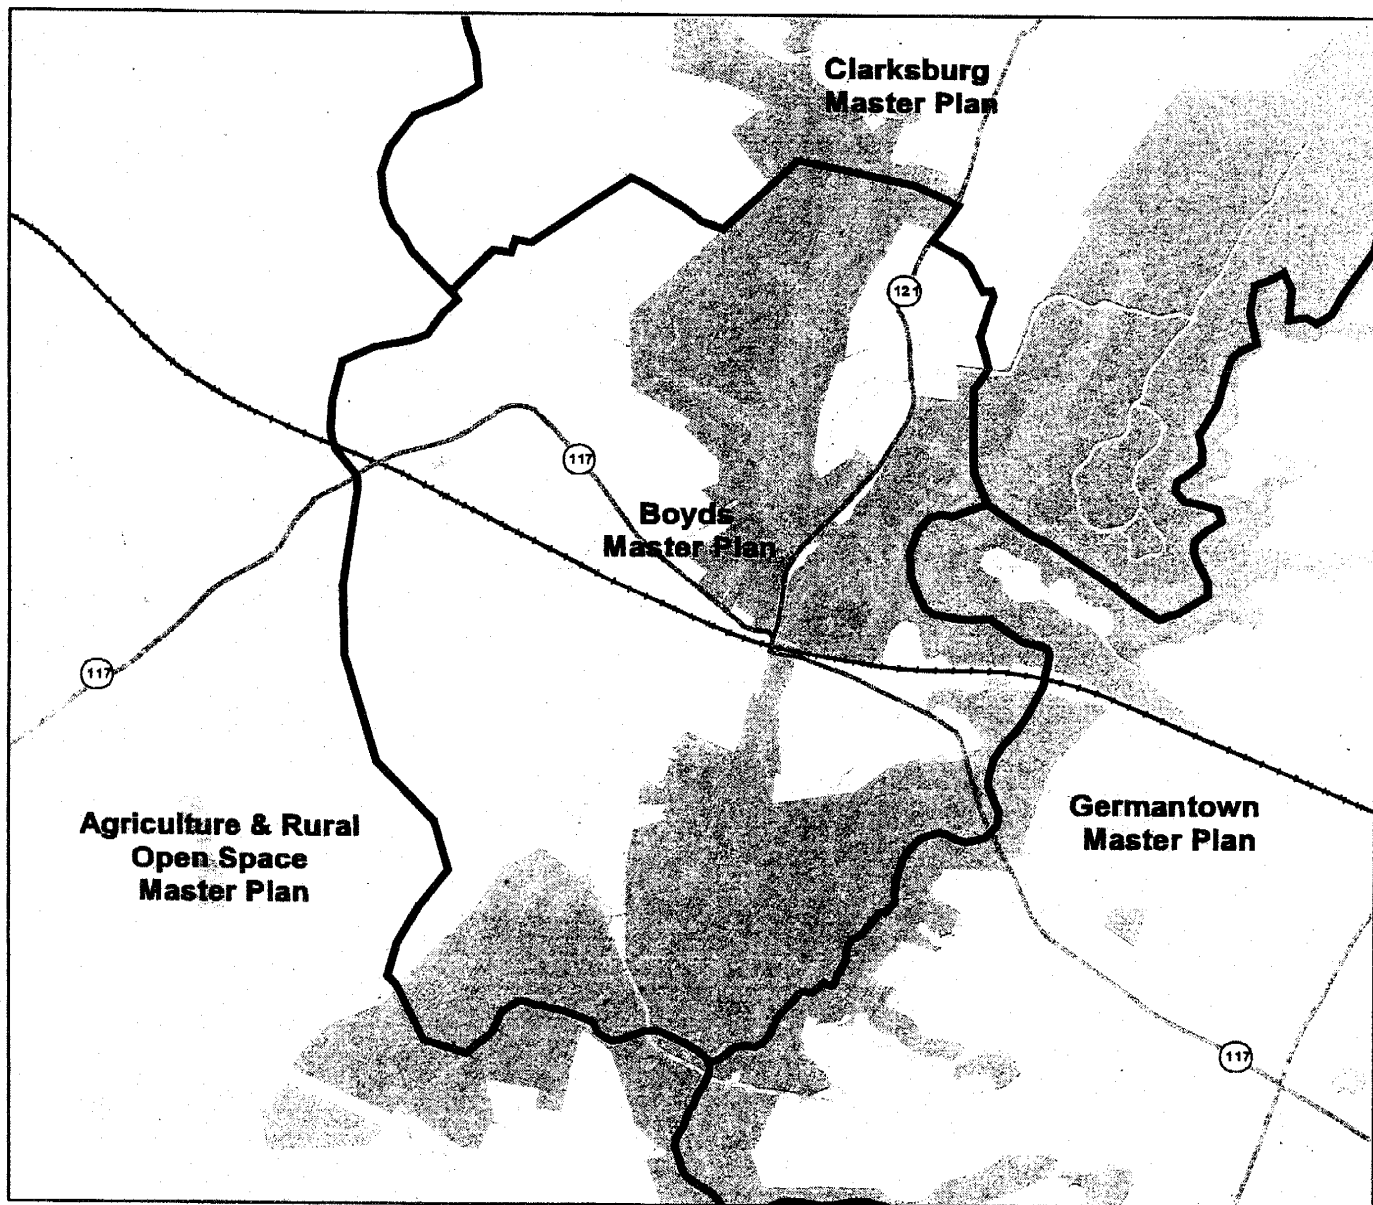 Clarksburg
Master Plan
121
117
Boyds
Master Plan
117
Agriculture & Rural
Open Space
Master Plan
Germantown
Master Plan
117